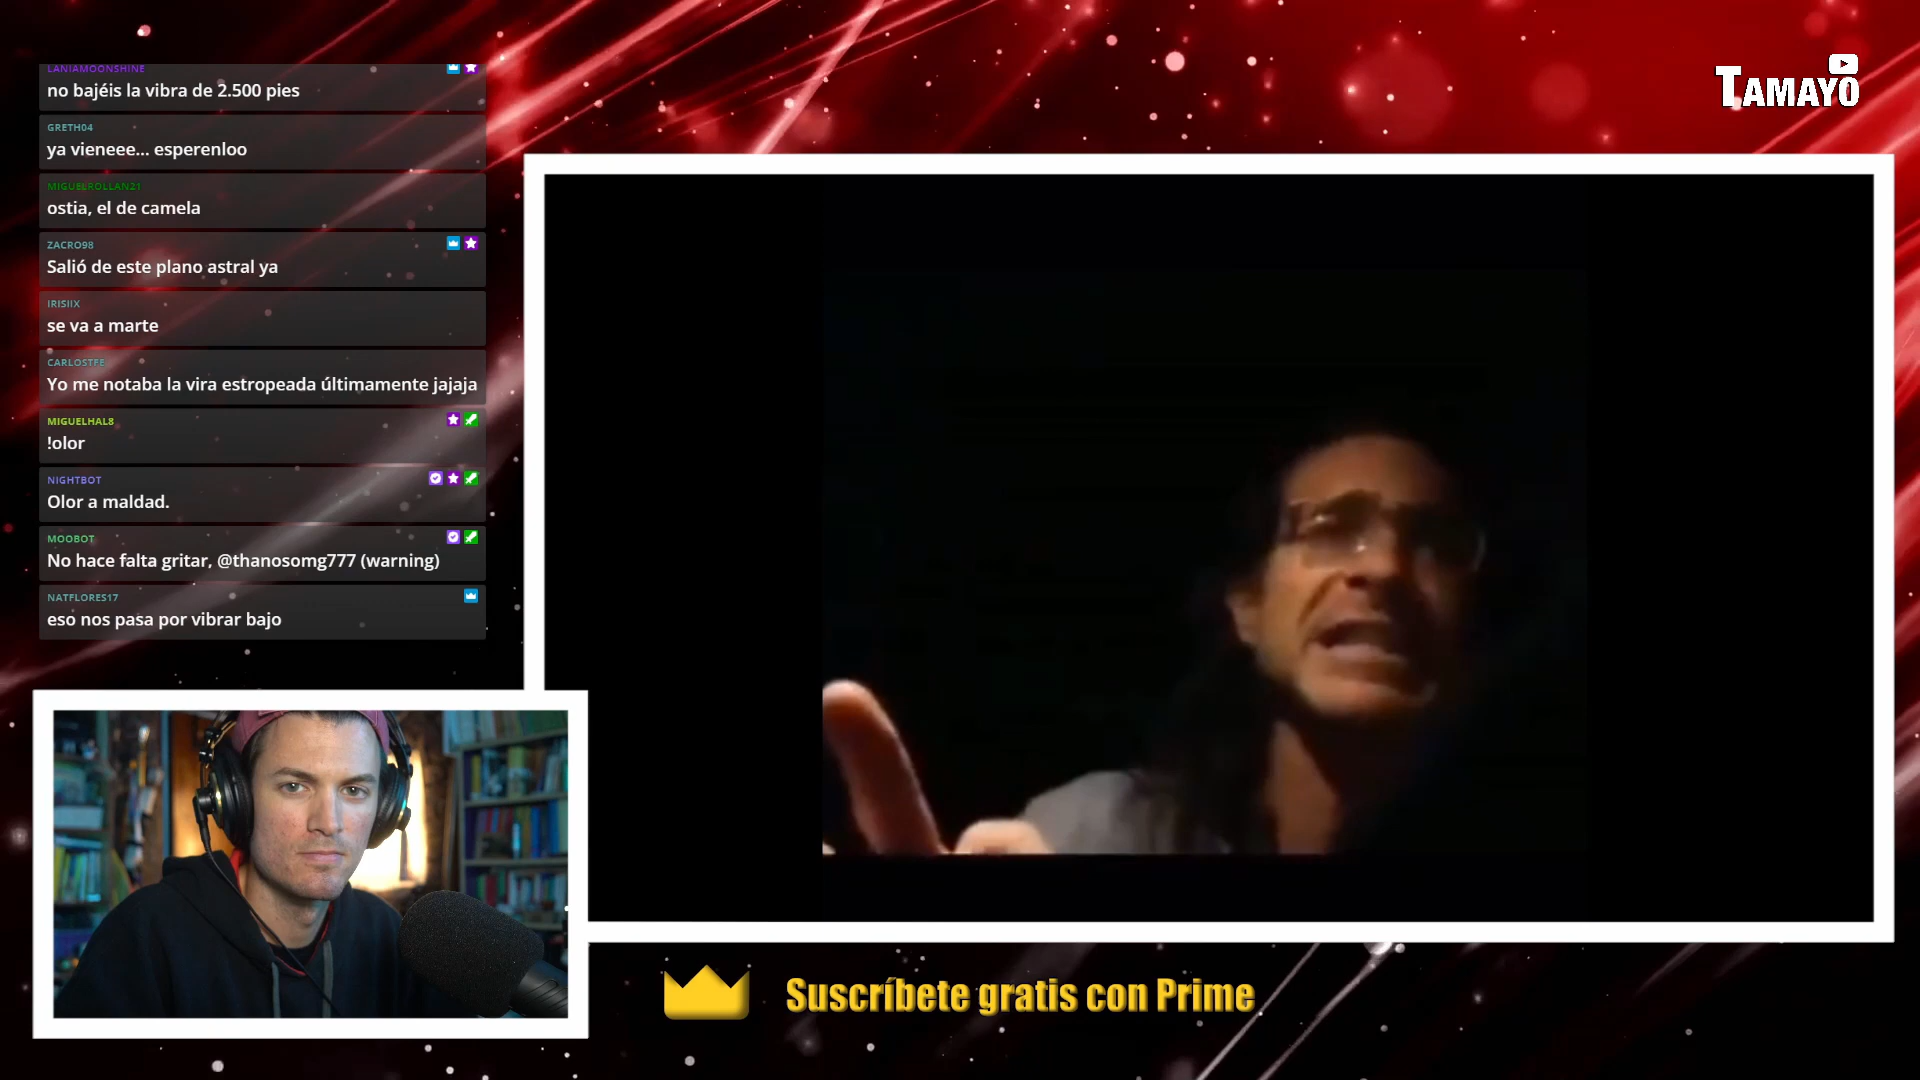 LANIAMOONSHINE
no bajéis la vibra de 2.500 pies
GRETH04
ya vieneee... esperenloo
MIGUELROLLAN21
ostia, el de camela
ZACRO98
Salió de este plano astral ya
IRISIIX
se va a marte
CARLOSTFE
Yo me notaba la vira estropeada últimamente jajaja
MIGUELHAL8
!olor
NIGHTBOT
Olor a maldad.
MOOBOT
No hace falta gritar, @thanosomg777 (warning)
NATFLORES17
eso nos pasa por vibrar bajo
TAMAYO
Suscríbete gratis con Prime